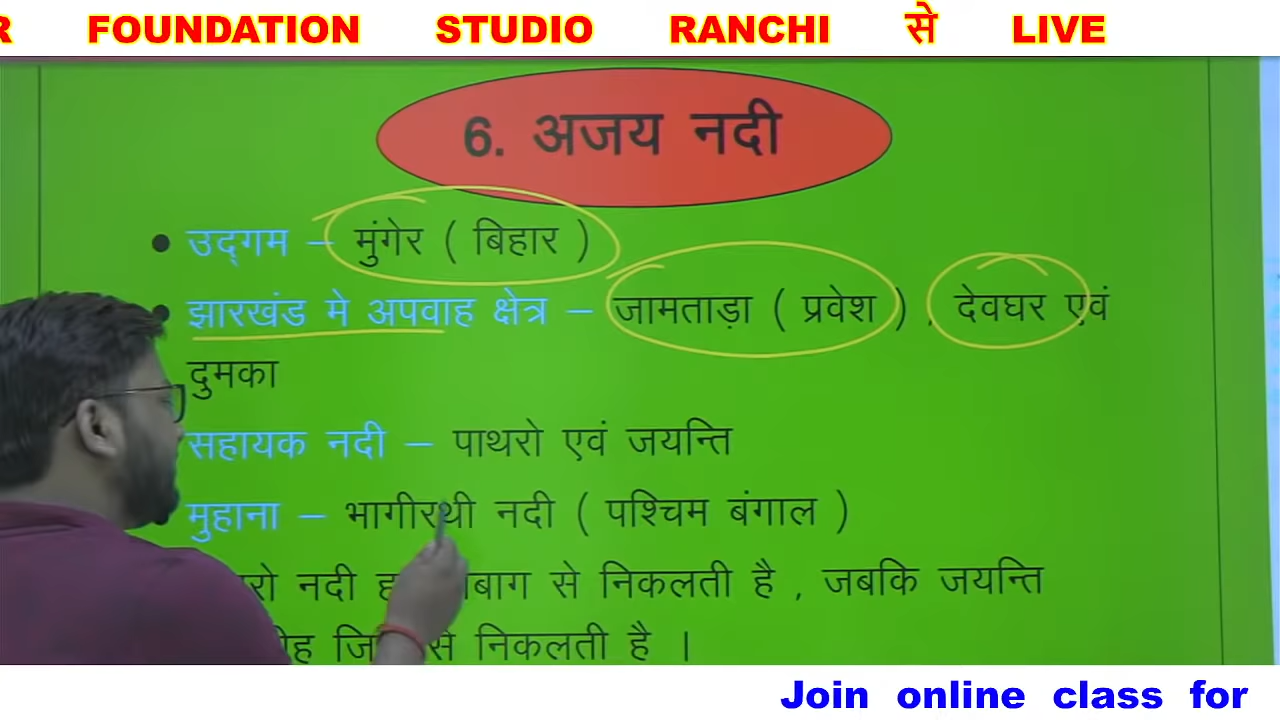 FOUNDATION STUDIO RANCHI से LIVE
6. अजय नदी
• उद्गम – मुंगेर ( बिहार )
• झारखंड मे अपवाह क्षेत्र – जामताड़ा ( प्रवेश ) , देवघर एवं
दुमका
सहायक नदी – पाथरो एवं जयन्ति
मुहाना – भागीरथी नदी ( पश्चिम बंगाल )
नदी से निकलती है , जबकि जयन्ति
से निकलती है ।
Join online class for